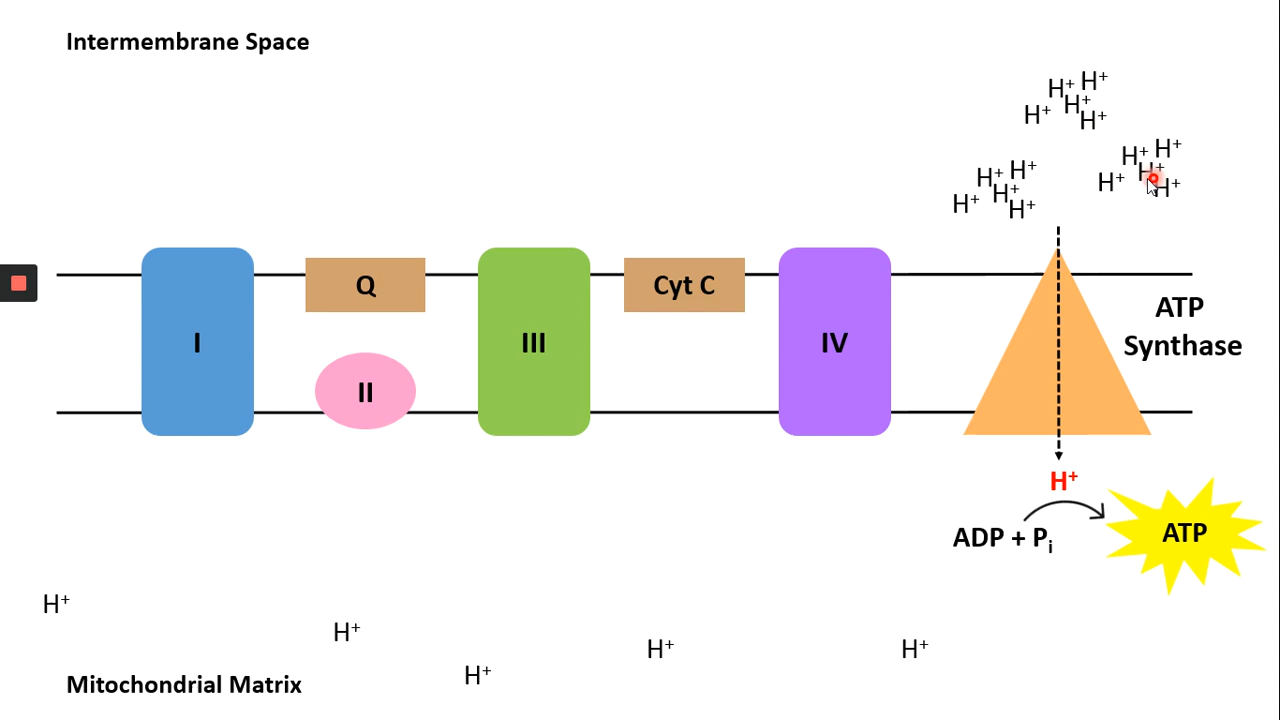 Intermembrane Space
H⁺ H⁺
H⁺ H⁺ H⁺
H⁺ H⁺
H⁺ H⁺ H⁺
H⁺ H⁺
H⁺ H⁺ H⁺
I
Q
II
III
Cyt C
IV
ATP
Synthase
H⁺
ADP + Pᵢ
ATP
H⁺
H⁺
H⁺
H⁺
H⁺
Mitochondrial Matrix